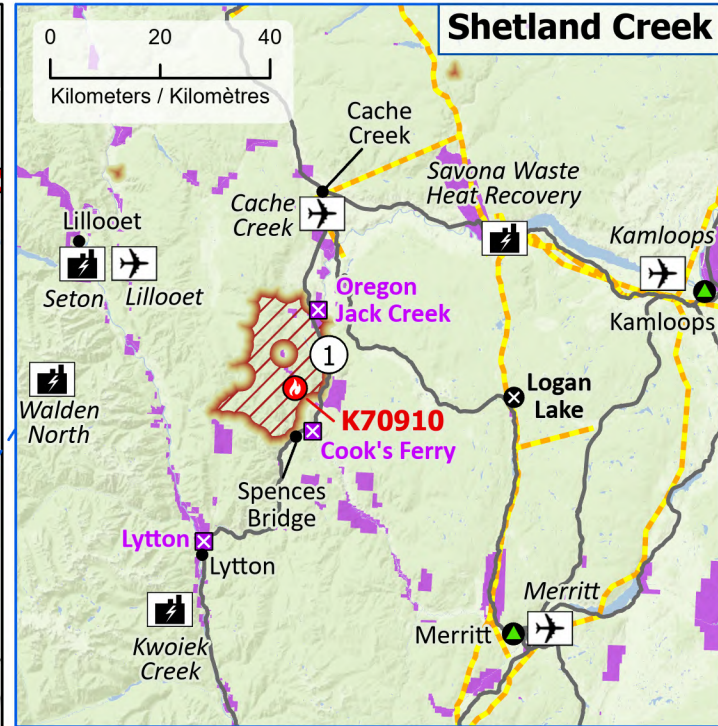 Shetland Creek
0 20 40
Kilometers / Kilomètres
Cache
Creek
Cache
Creek
Savona Waste
Heat Recovery
Lillooet
Seton
Lillooet
Kamloops
Kamloops
Oregon
Jack Creek
1
Walden
North
K70910
Logan
Lake
Cook's Ferry
Spences
Bridge
Lytton
Lytton
Kwoiek
Creek
Merritt
Merritt